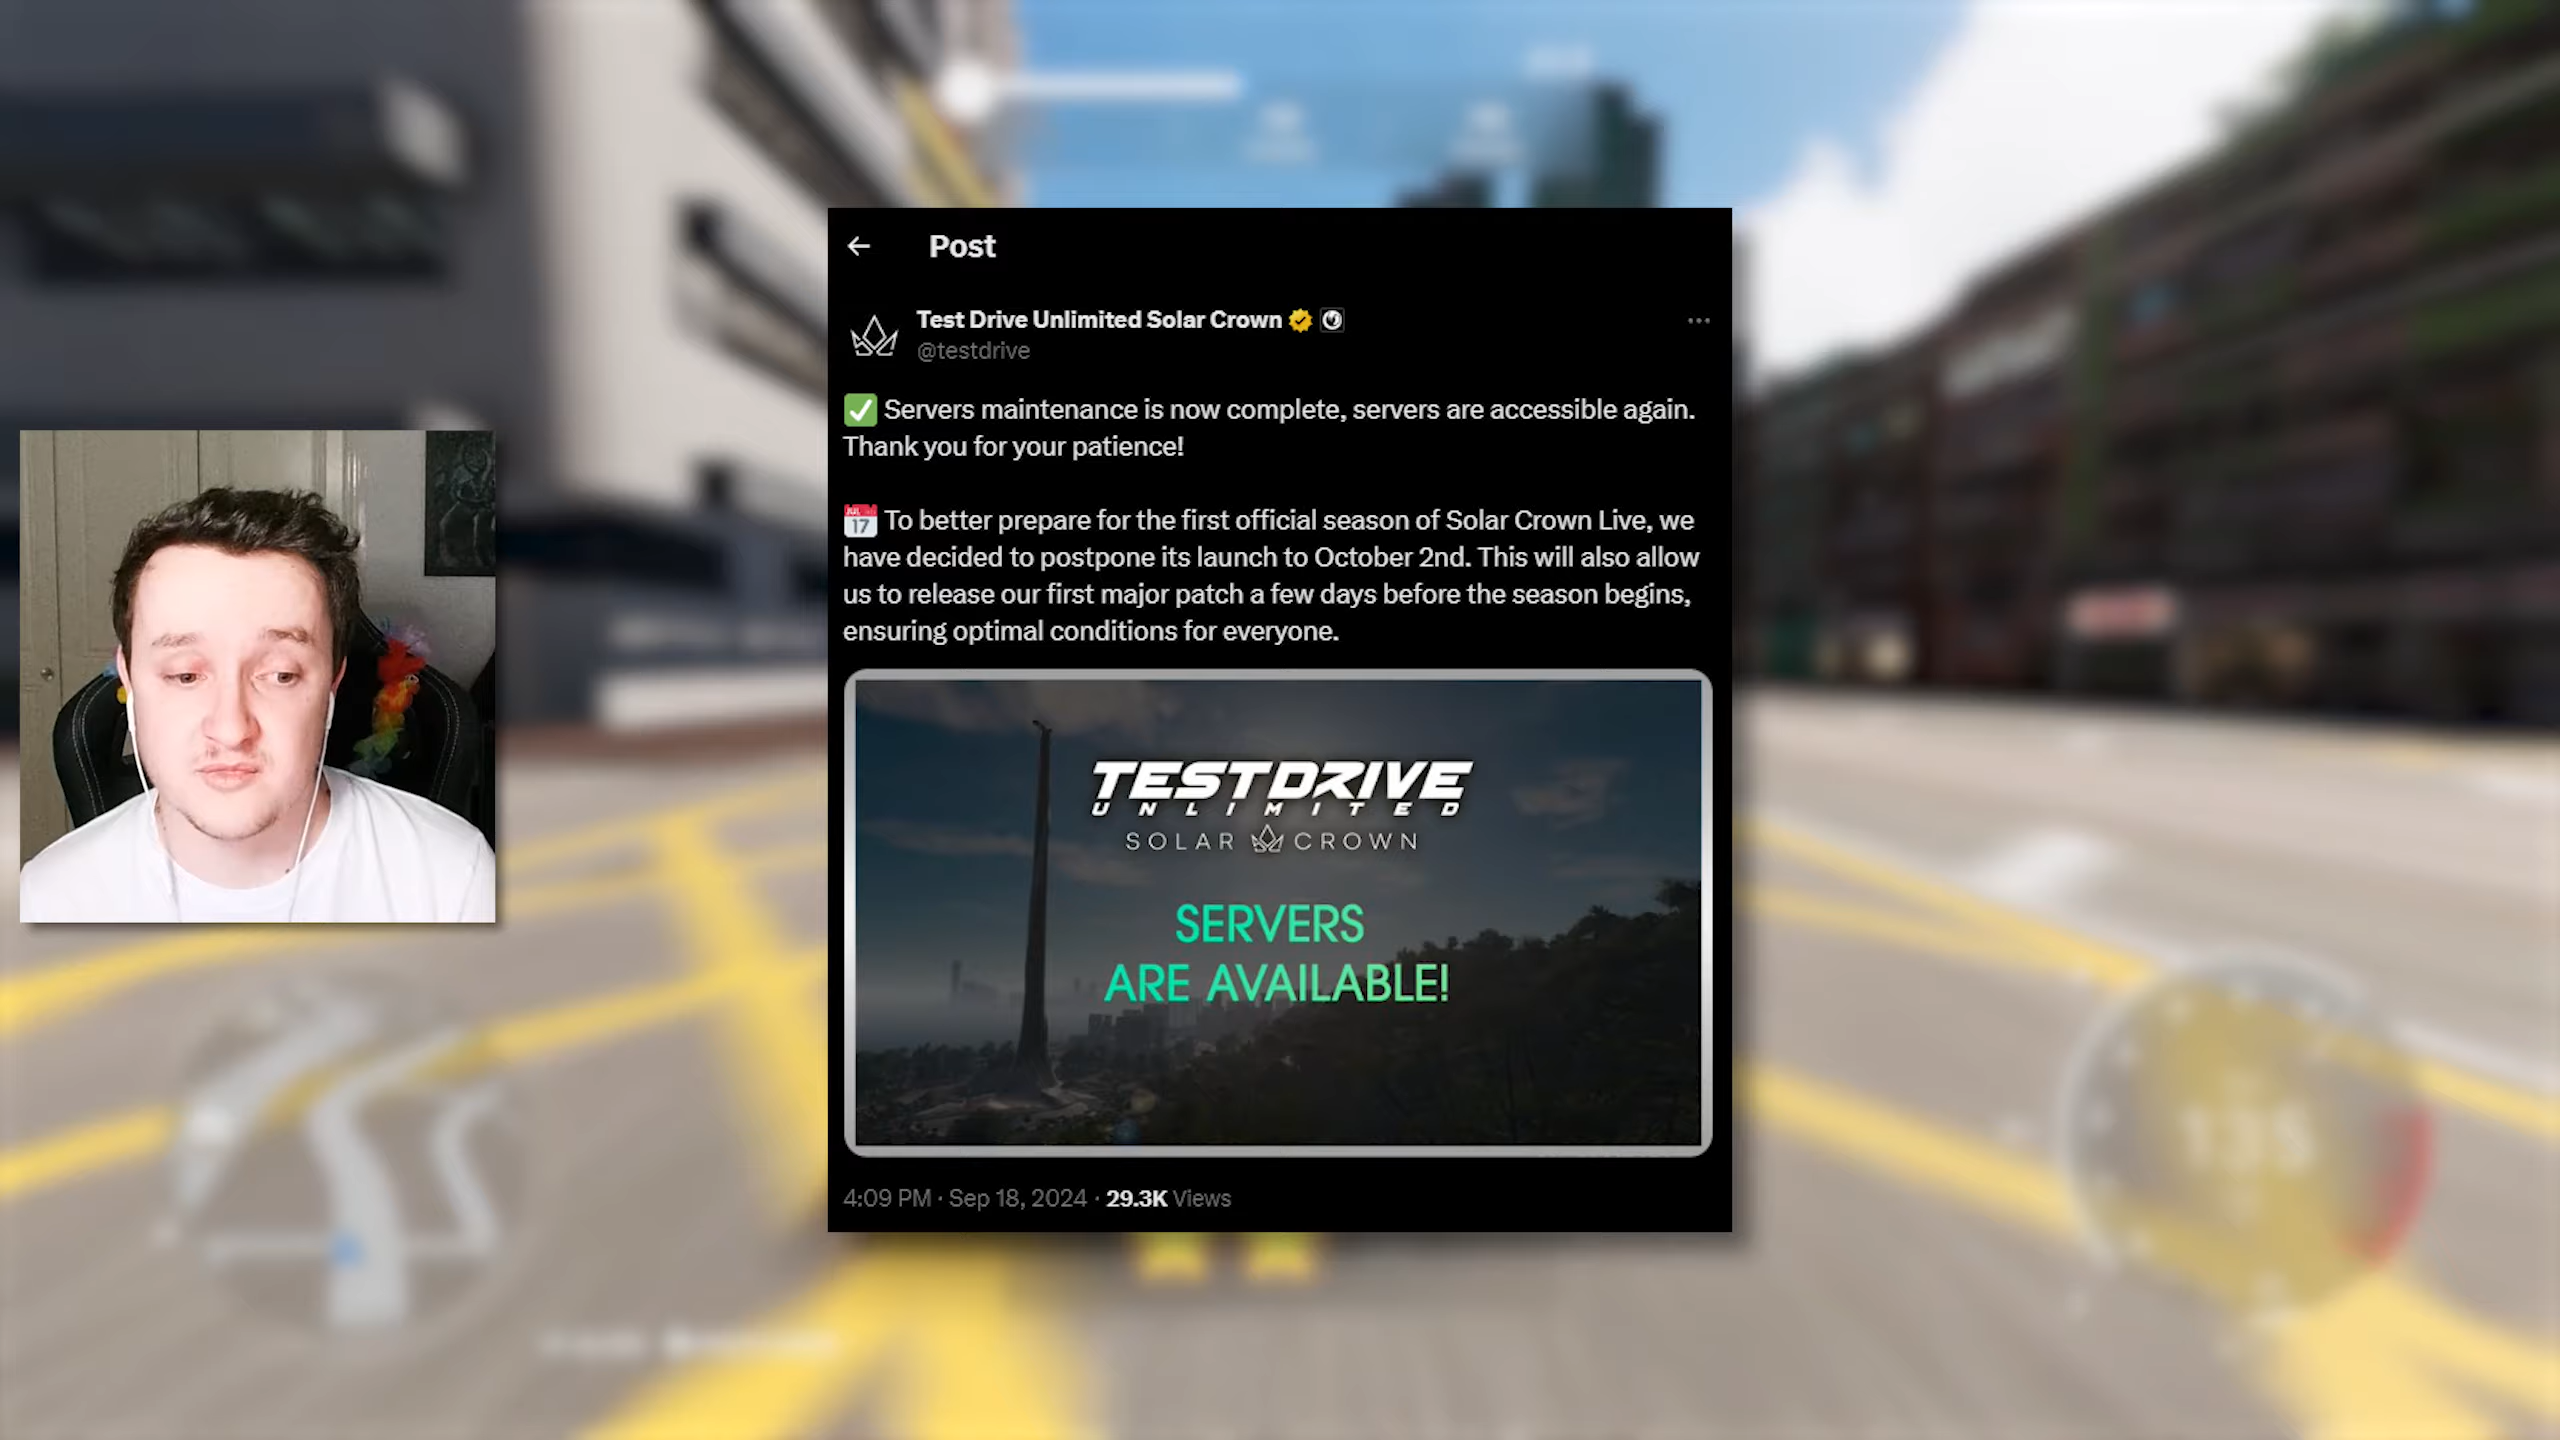 Post
Test Drive Unlimited Solar Crown
@testdrive
✅ Servers maintenance is now complete, servers are accessible again.
Thank you for your patience!
📅 To better prepare for the first official season of Solar Crown Live, we
have decided to postpone its launch to October 2nd. This will also allow
us to release our first major patch a few days before the season begins,
ensuring optimal conditions for everyone.
TEST DRIVE
UNLIMITED
SOLAR CROWN
SERVERS
ARE AVAILABLE!
4:09 PM · Sep 18, 2024 · 29.3K Views